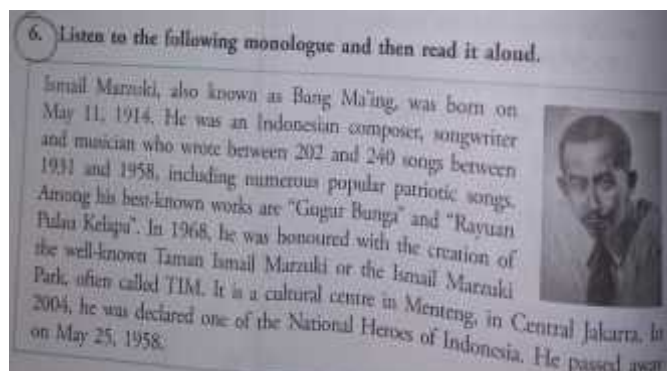 6. Listen to the following monologue and then read it aloud.
Ismail Marzuki, also known as Bang Ma'ing, was born on
May 11, 1914. He was an Indonesian composer, songwriter
and musician who wrote between 202 and 240 songs between
1931 and 1958, including numerous popular patriotic songs.
Among his best-known works are "Gugur Bunga" and "Rayuan
Pulau Kelapa". In 1968, he was honoured with the creation of
the well-known Taman Ismail Marzuki or the Ismail Marzuki
Park, often called TIM. It is a cultural centre in Menteng, in Central Jakarta. In
2004, he was declared one of the National Heroes of Indonesia. He passed away
on May 25, 1958.